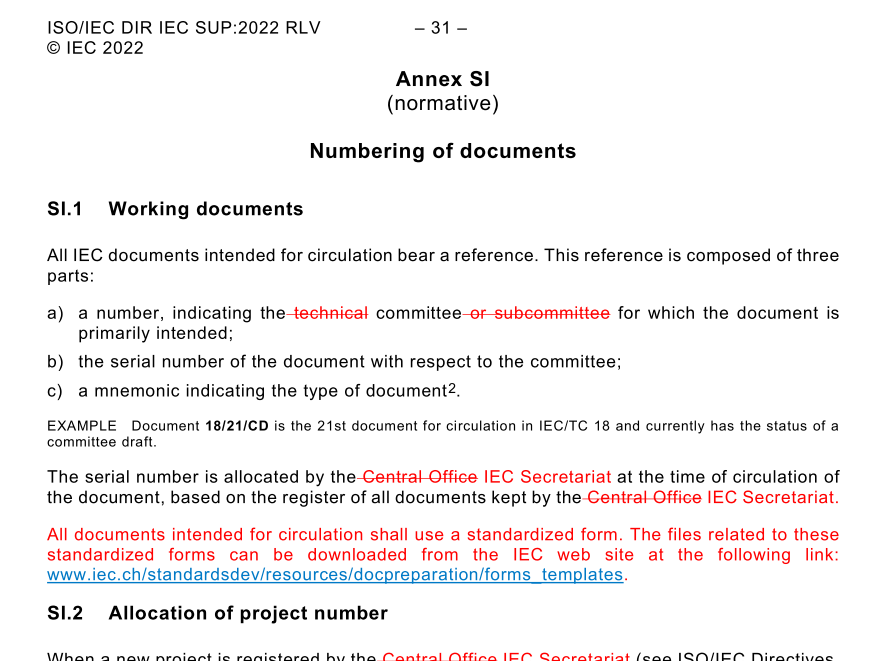 ISO/IEC DIR IEC SUP:2022 RLV – 31 –
© IEC 2022
Annex SI
(normative)
Numbering of documents
SI.1 Working documents
All IEC documents intended for circulation bear a reference. This reference is composed of three
parts:
a) a number, indicating the technical committee or subcommittee for which the document is
primarily intended;
b) the serial number of the document with respect to the committee;
c) a mnemonic indicating the type of document2.
EXAMPLE Document 18/21/CD is the 21st document for circulation in IEC/TC 18 and currently has the status of a
committee draft.
The serial number is allocated by the Central Office IEC Secretariat at the time of circulation of
the document, based on the register of all documents kept by the Central Office IEC Secretariat.
All documents intended for circulation shall use a standardized form. The files related to these
standardized forms can be downloaded from the IEC web site at the following link:
www.iec.ch/standardsdev/resources/docpreparation/forms_templates.
SI.2 Allocation of project number
When a new project is registered by the Central Office IEC Secretariat (see ISO/IEC Directives,